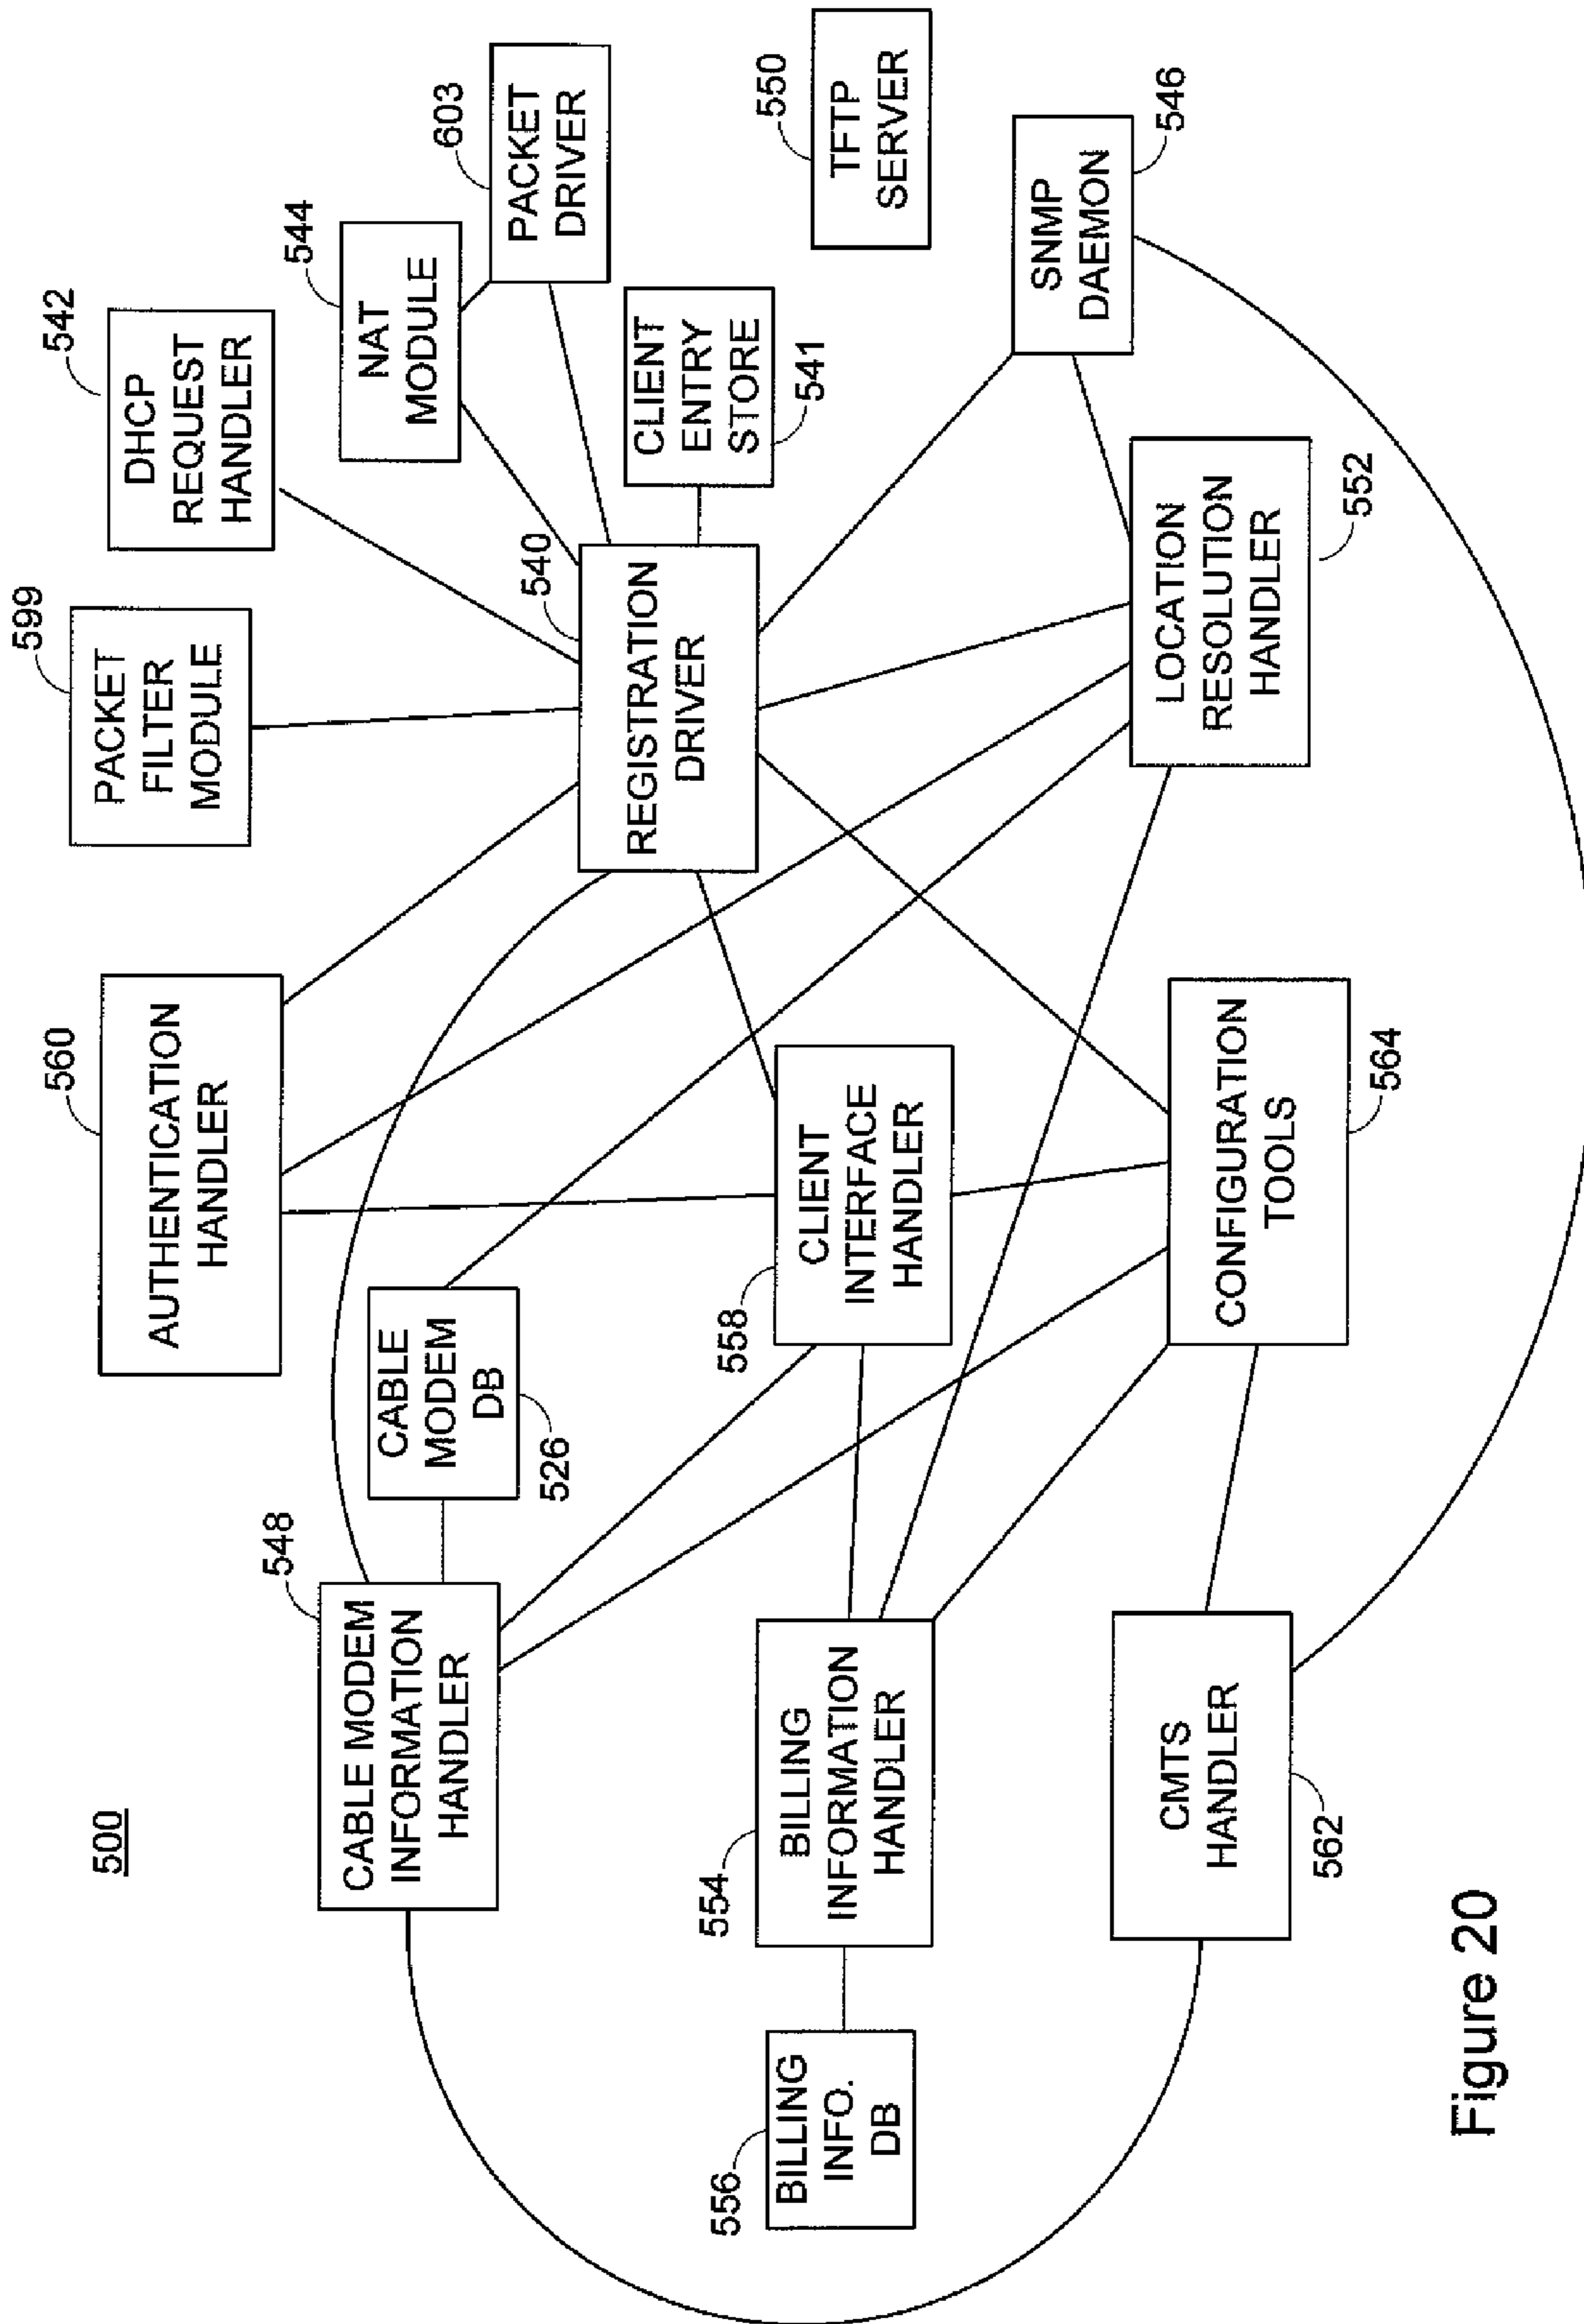 500
548
CABLE MODEM
INFORMATION
HANDLER
CABLE
MODEM
DB
526
560
AUTHENTICATION
HANDLER
599
PACKET
FILTER
MODULE
542
DHCP
REQUEST
HANDLER
544
NAT
MODULE
603
PACKET
DRIVER
540
REGISTRATION
DRIVER
CLIENT
ENTRY
STORE
541
550
TFTP
SERVER
556
BILLING
INFO.
DB
554
BILLING
INFORMATION
HANDLER
558
CLIENT
INTERFACE
HANDLER
CMTS
HANDLER
562
CONFIGURATION
TOOLS
564
LOCATION
RESOLUTION
HANDLER
552
SNMP
DAEMON
546
Figure 20